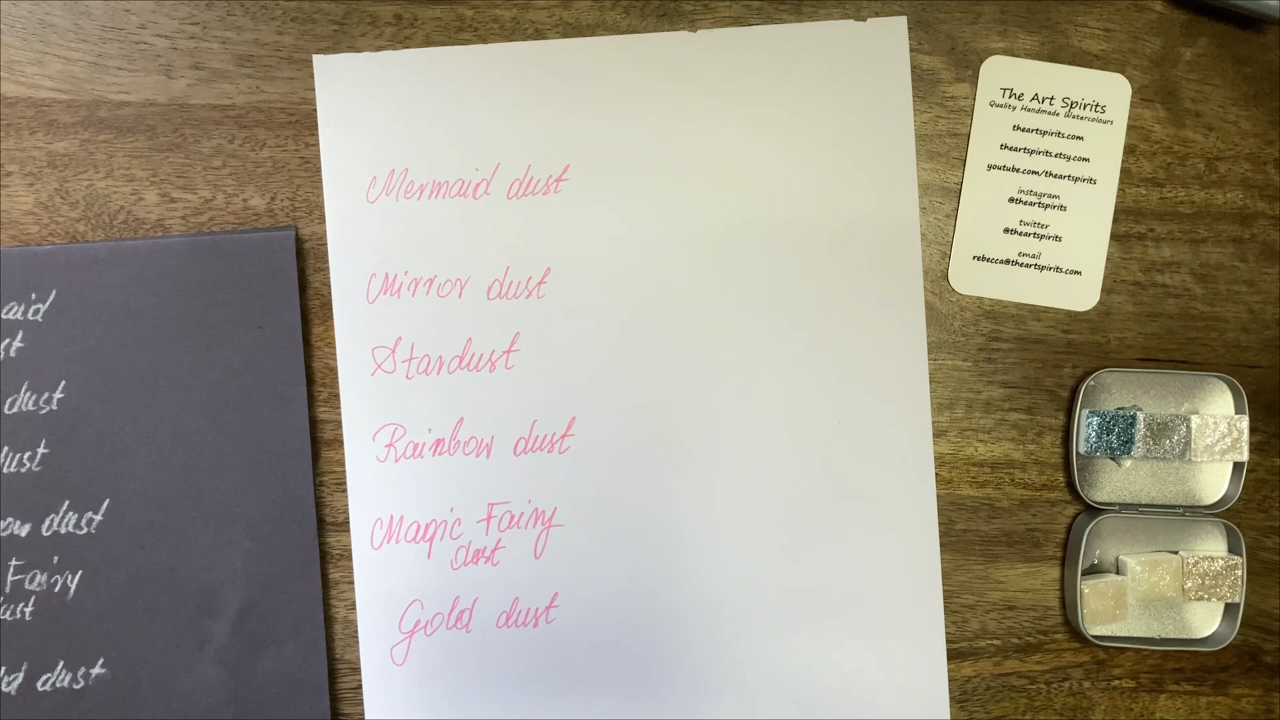 aid
st
dust
dust
ow dust
Fairy
ust
ld dust
Mermaid dust
Mirror dust
Stardust
Rainbow dust
Magic Fairy
dust
Gold dust
The Art Spirits
Quality Handmade Watercolours
theartspirits.com
theartspirits.etsy.com
youtube.com/theartspirits
instagram
@theartspirits
twitter
@theartspirits
email
rebecca@theartspirits.com